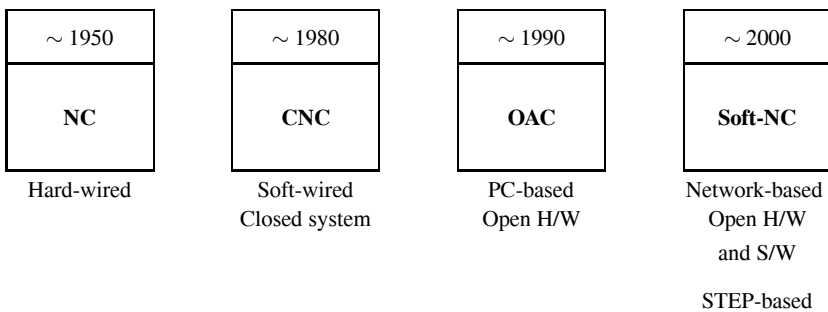 ~ 1950
NC
Hard-wired
~ 1980
CNC
Soft-wired
Closed system
~ 1990
OAC
PC-based
Open H/W
~ 2000
Soft-NC
Network-based
Open H/W
and S/W
STEP-based